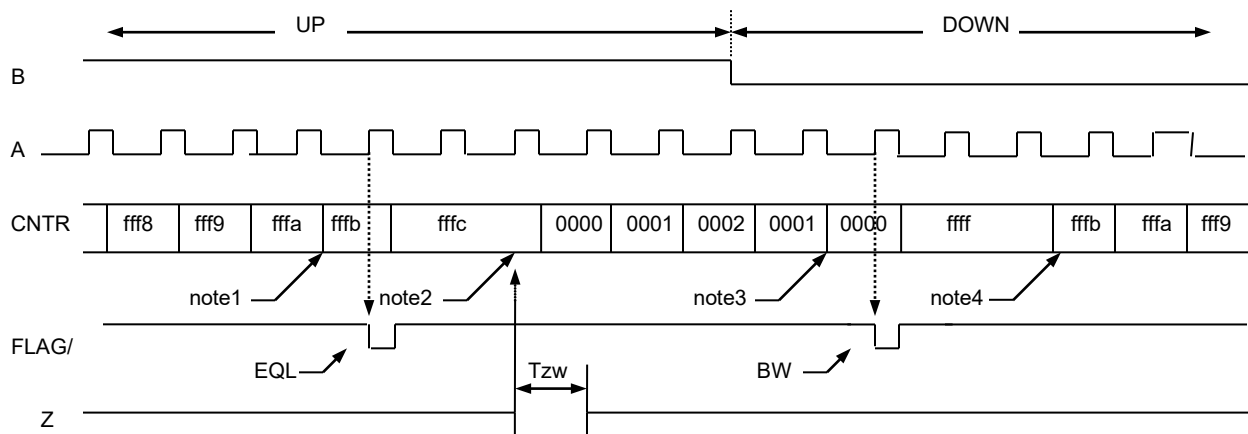 UP DOWN
B
A
CNTR fff8 fff9 fffa fffb fffc 0000 0001 0002 0001 0000 ffff fffb fffa fff9
note1 note2 note3 note4
FLAG/
EQL Tzw BW
Z